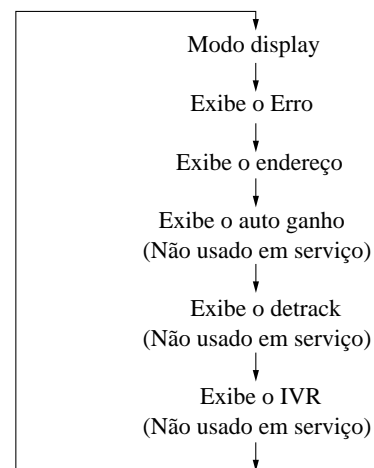 Modo display
Exibe o Erro
Exibe o endereço
Exibe o auto ganho
(Não usado em serviço)
Exibe o detrack
(Não usado em serviço)
Exibe o IVR
(Não usado em serviço)